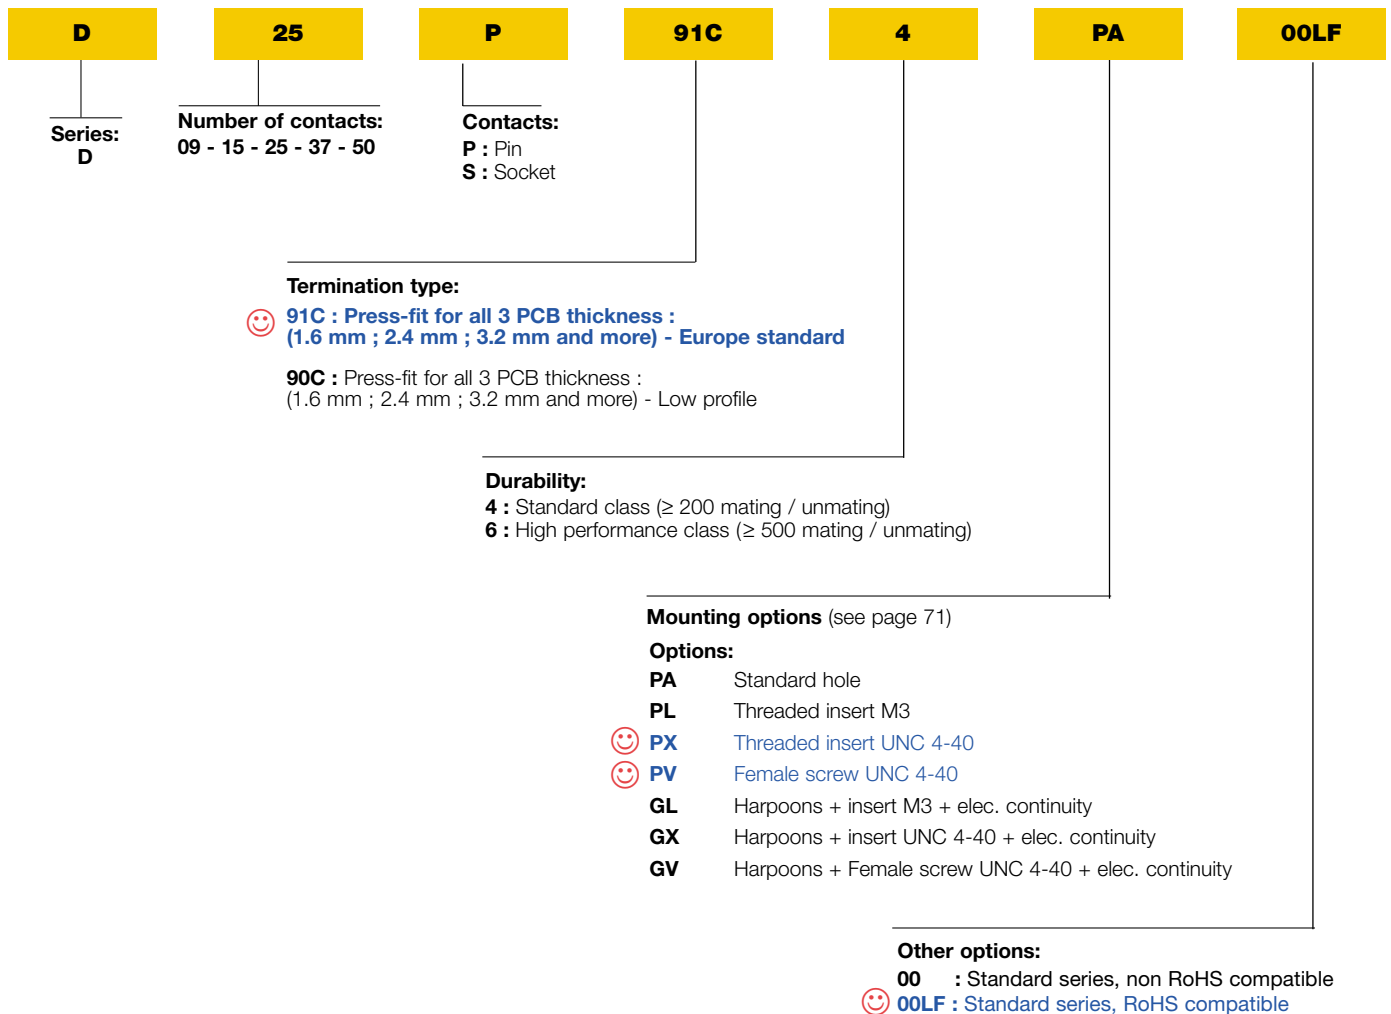 D 25 P 91C 4 PA 00LF
Series:
D
Number of contacts:
09 - 15 - 25 - 37 - 50
Contacts:
P : Pin
S : Socket
Termination type:
91C : Press-fit for all 3 PCB thickness :
(1.6 mm ; 2.4 mm ; 3.2 mm and more) - Europe standard
90C : Press-fit for all 3 PCB thickness :
(1.6 mm ; 2.4 mm ; 3.2 mm and more) - Low profile
Durability:
4 : Standard class (≥ 200 mating / unmating)
6 : High performance class (≥ 500 mating / unmating)
Mounting options (see page 71)
Options:
PA Standard hole
PL Threaded insert M3
PX Threaded insert UNC 4-40
PV Female screw UNC 4-40
GL Harpoons + insert M3 + elec. continuity
GX Harpoons + insert UNC 4-40 + elec. continuity
GV Harpoons + Female screw UNC 4-40 + elec. continuity
Other options:
00 : Standard series, non RoHS compatible
00LF : Standard series, RoHS compatible